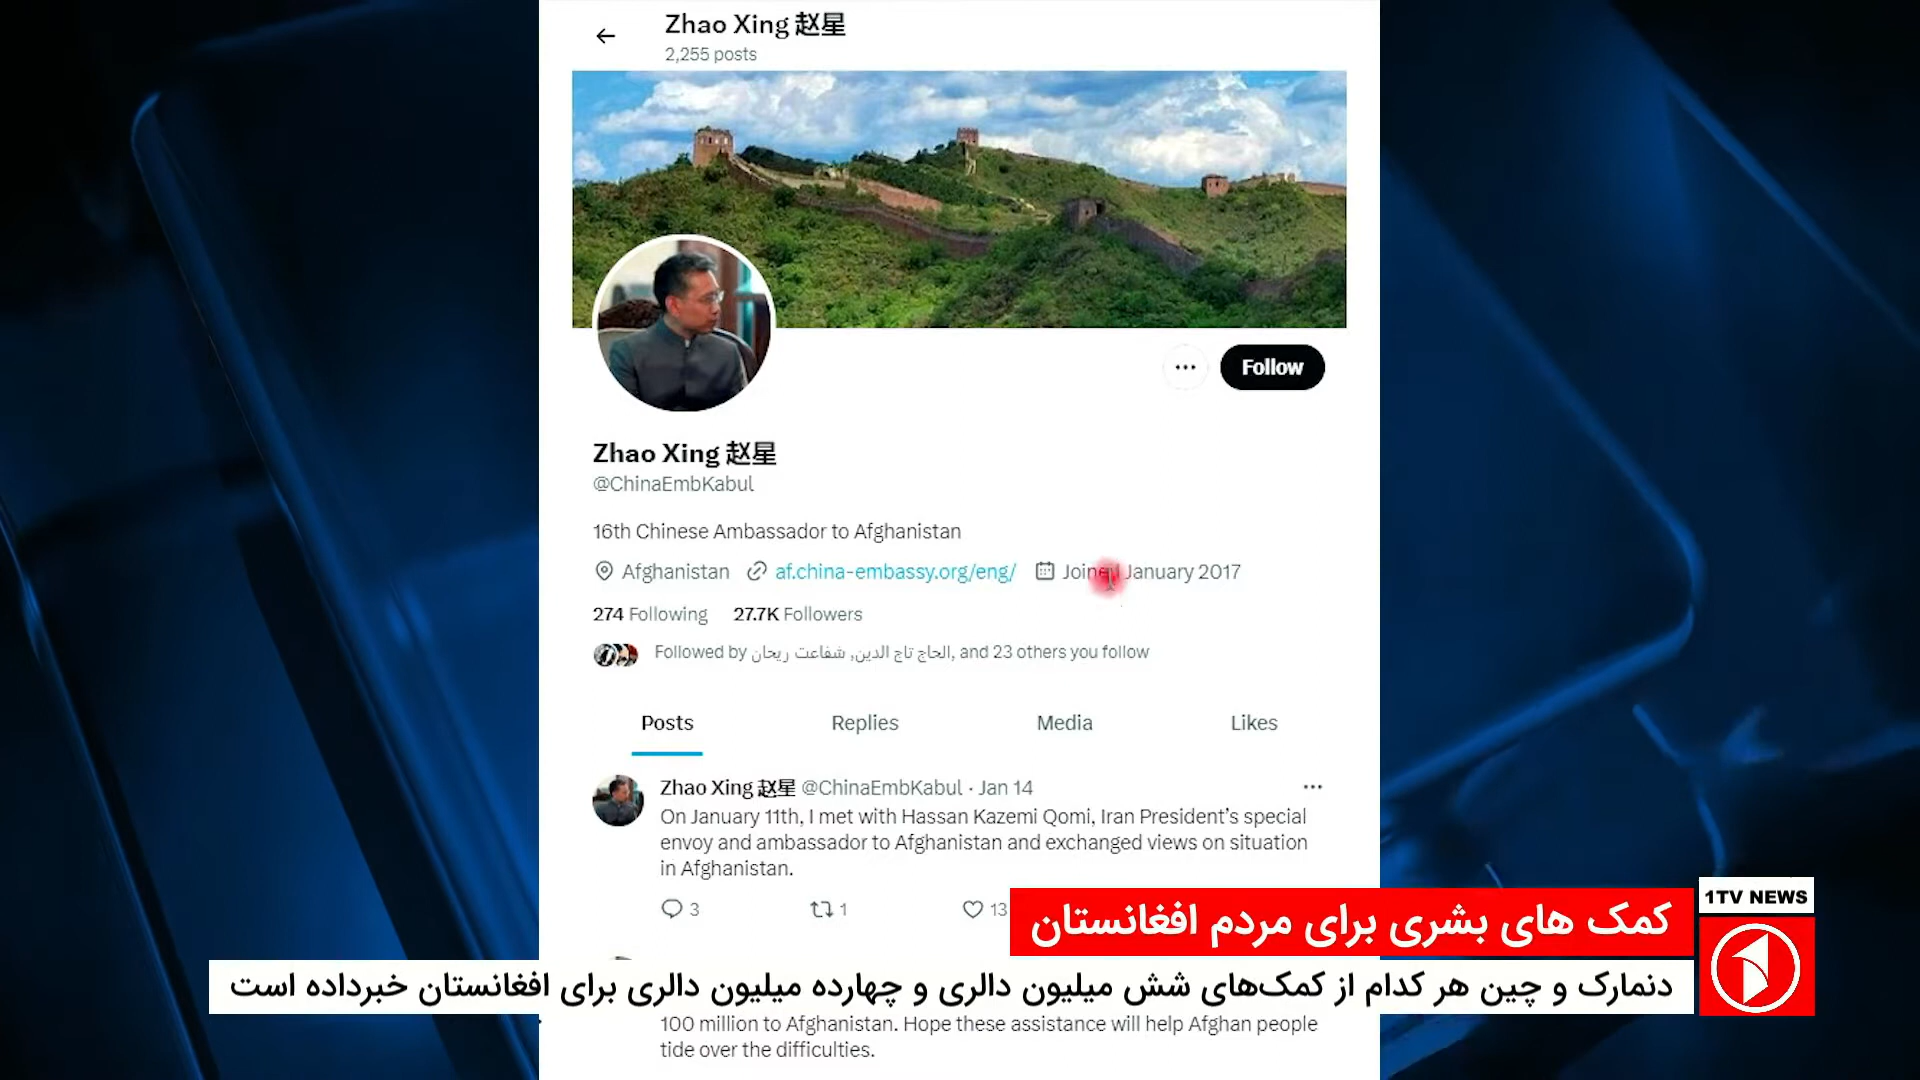 Zhao Xing 赵星
2,255 posts
Follow
Zhao Xing 赵星
@ChinaEmbKabul
16th Chinese Ambassador to Afghanistan
Afghanistan af.china-embassy.org/eng/ Joined January 2017
274 Following 27.7K Followers
Followed by الحاج تاج الدين, شفاعت ریحان, and 23 others you follow
Posts Replies Media Likes
Zhao Xing 赵星 @ChinaEmbKabul · Jan 14
On January 11th, I met with Hassan Kazemi Qomi, Iran President's special
envoy and ambassador to Afghanistan and exchanged views on situation
in Afghanistan.
3 1 13
1TV NEWS
کمک های بشری برای مردم افغانستان
دنمارک و چین هر کدام از کمک‌های شش میلیون دالری و چهارده میلیون دالری برای افغانستان خبرداده است
100 million to Afghanistan. Hope these assistance will help Afghan people
tide over the difficulties.